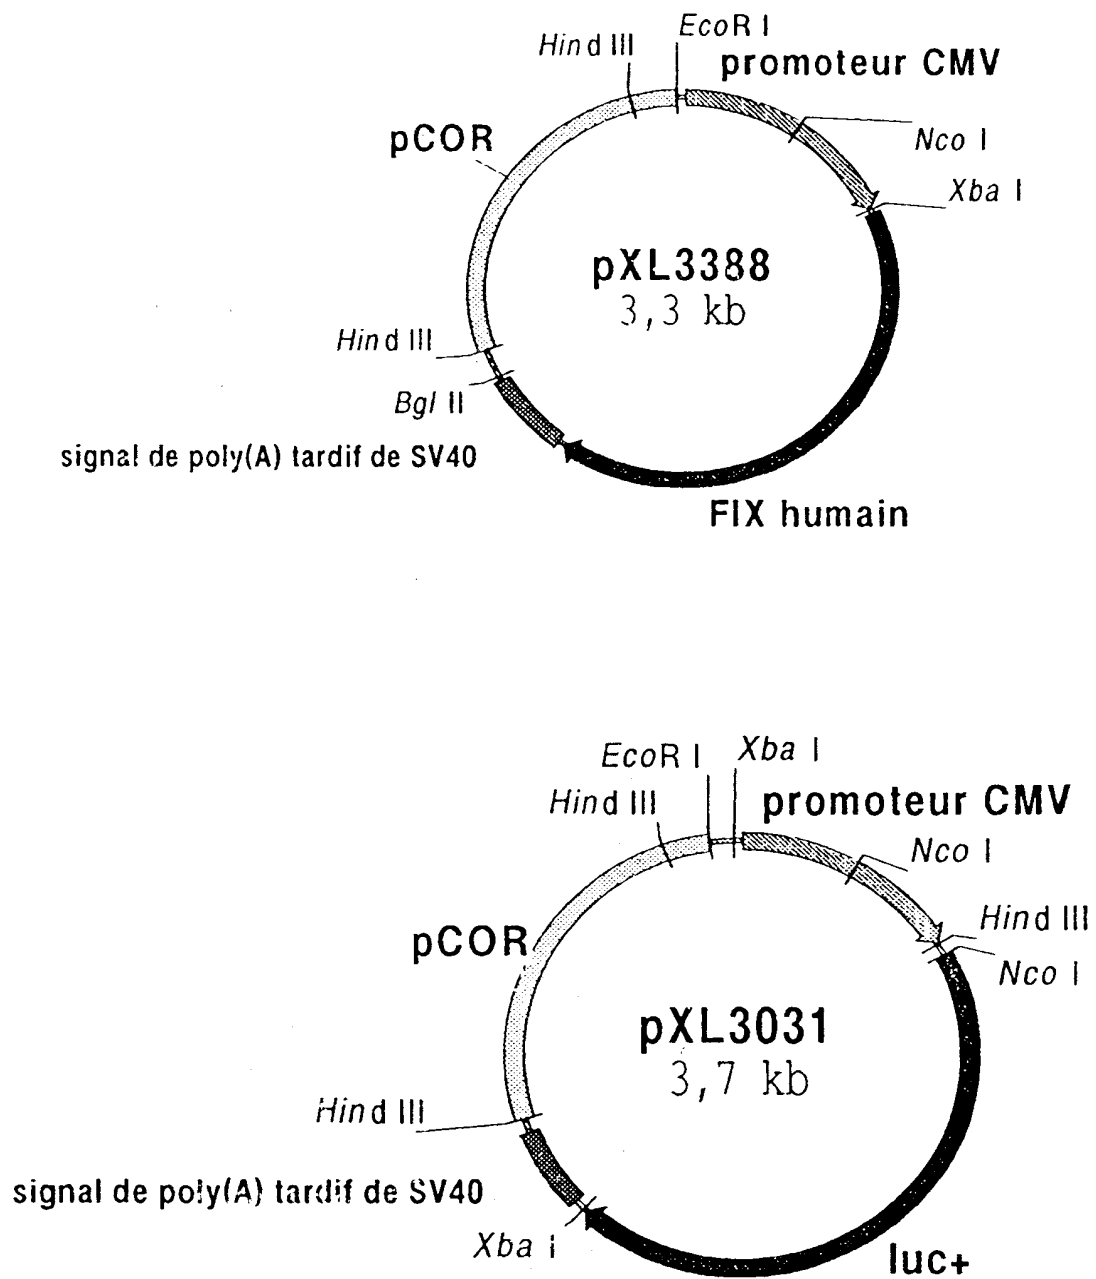 EcoR I
Hind III
promoteur CMV
pCOR
Nco I
Xba I
pXL3388
3,3 kb
Hind III
Bgl II
signal de poly(A) tardif de SV40
FIX humain
EcoR I
Xba I
Hind III
promoteur CMV
Nco I
Hind III
pCOR
Nco I
pXL3031
3,7 kb
Hind III
signal de poly(A) tardif de SV40
Xba I
luc+